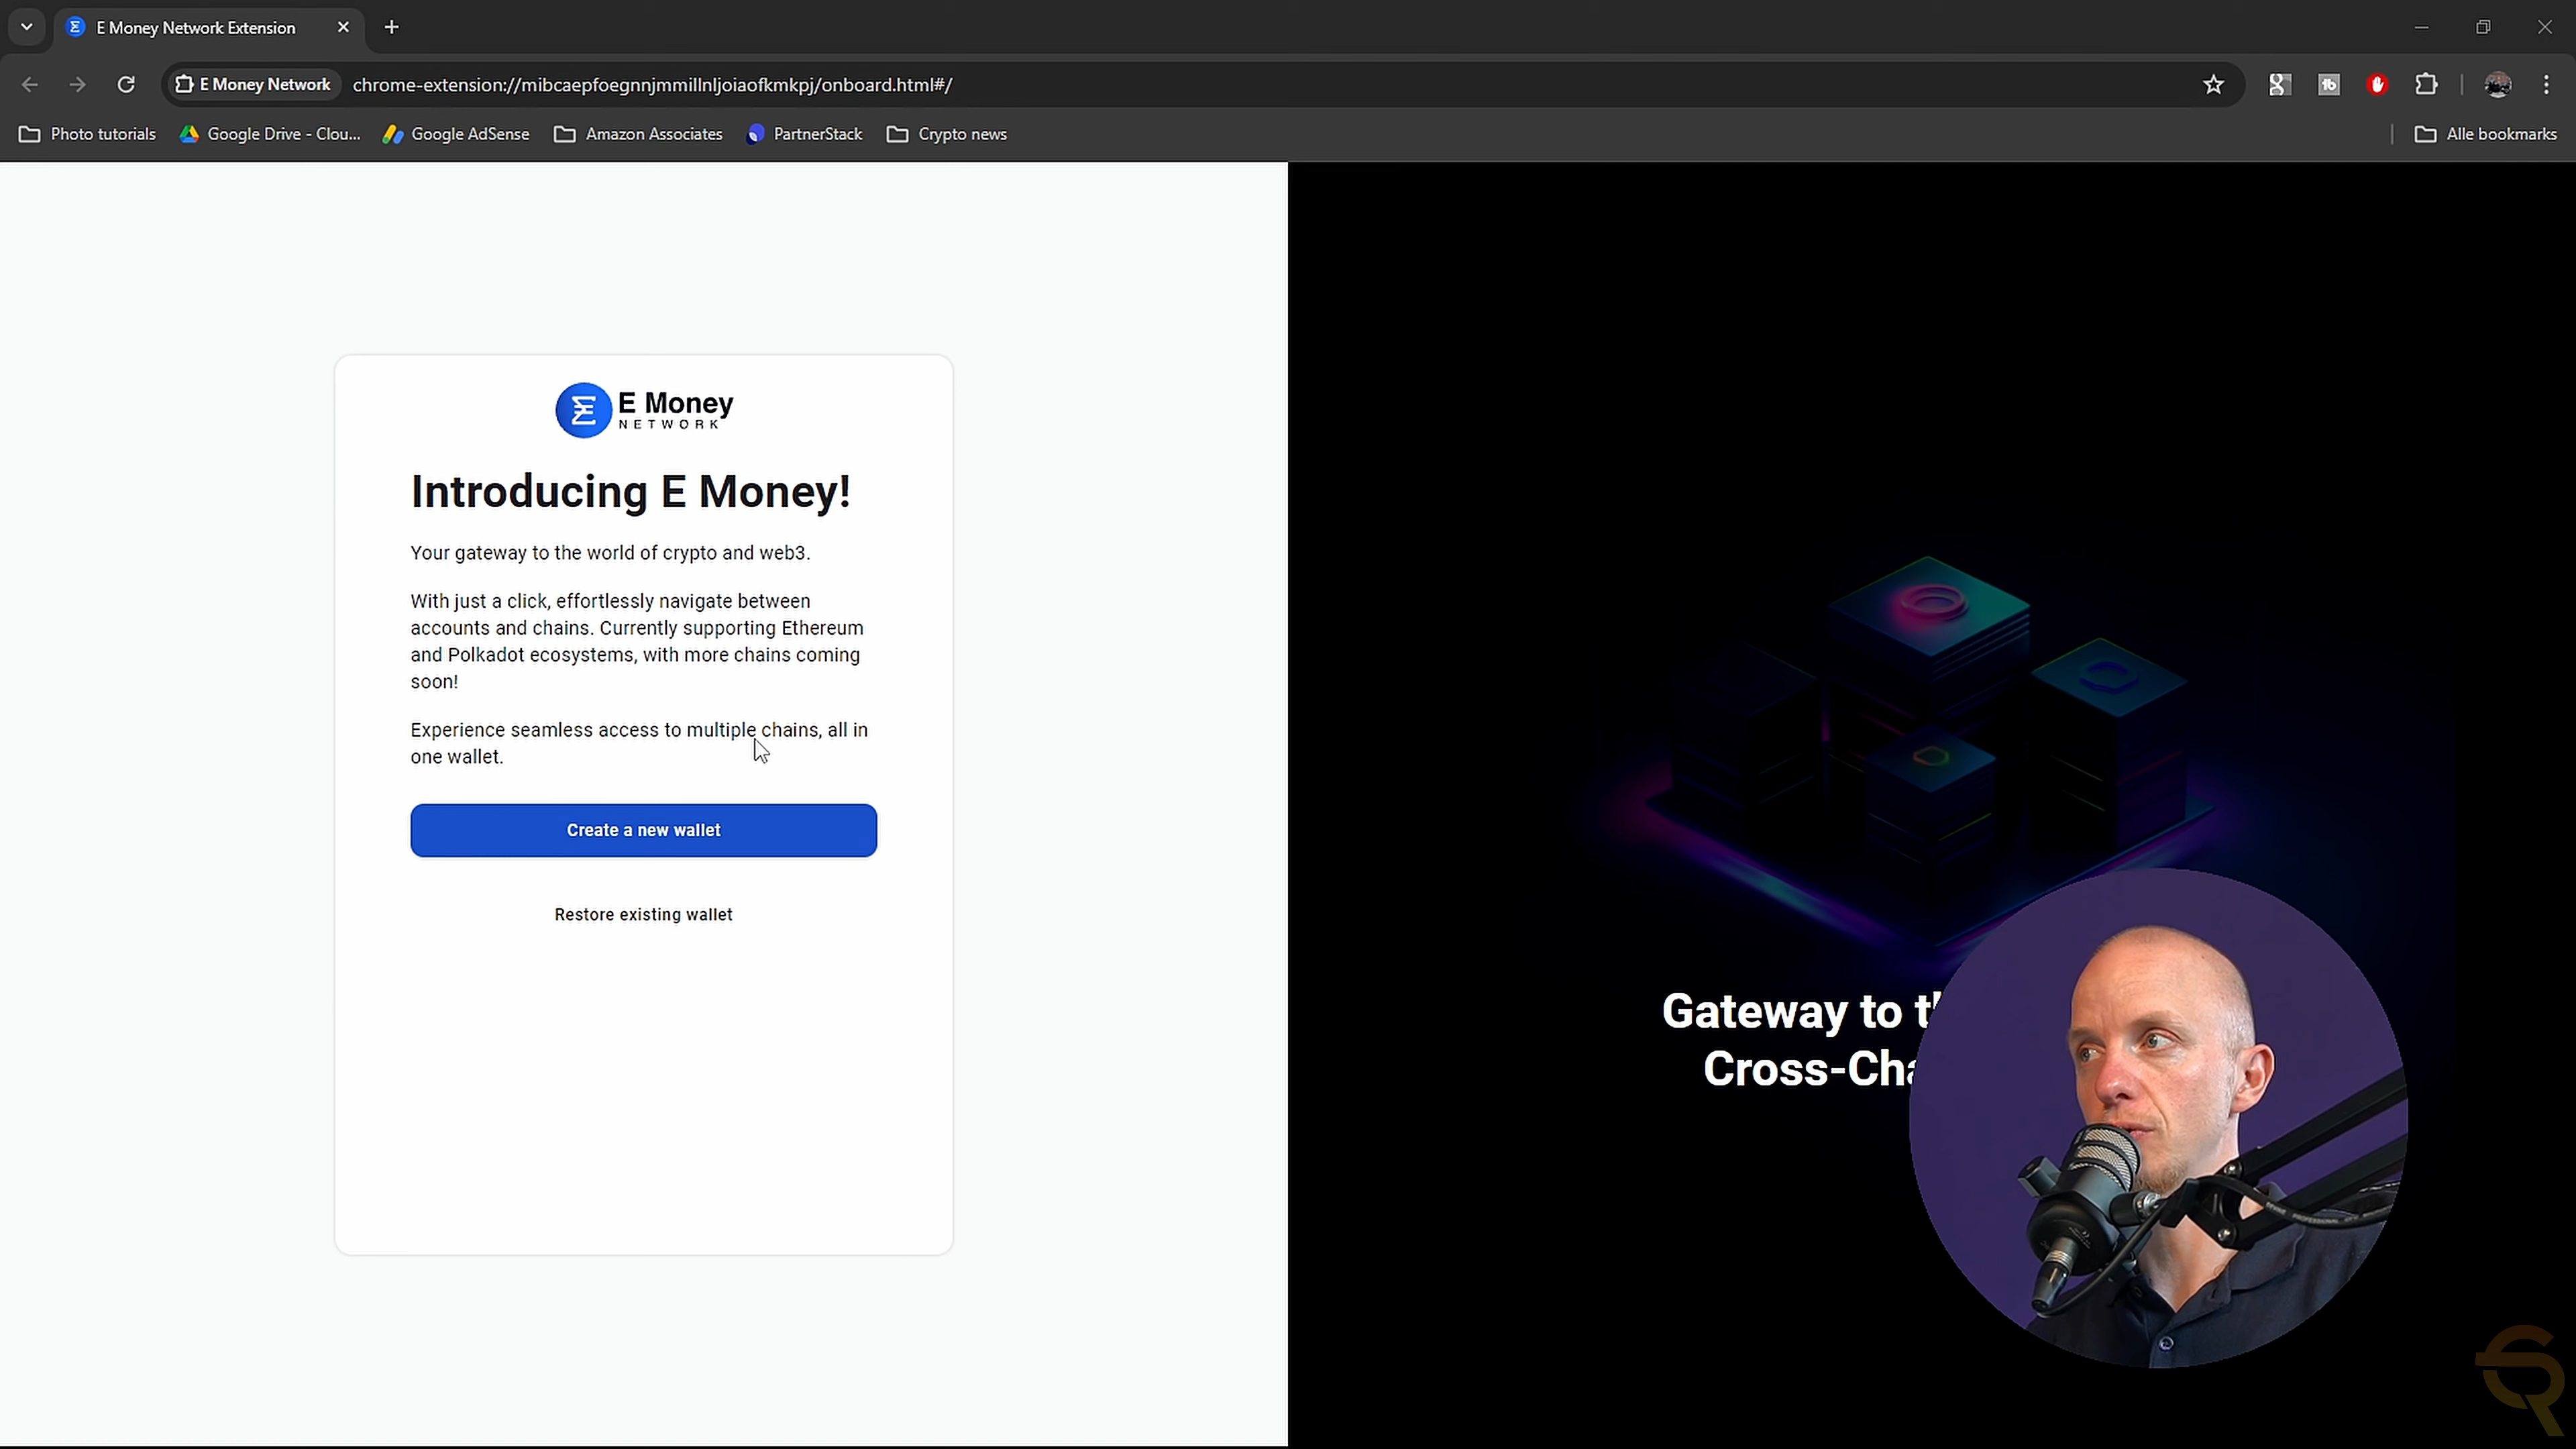 E Money Network Extension
E Money Network
chrome-extension://mibcaepfoegnnjmmillnljoiaofkmkpj/onboard.html#/
Photo tutorials
Google Drive - Clou...
Google AdSense
Amazon Associates
PartnerStack
Crypto news
Alle bookmarks
E Money
NETWORK
Introducing E Money!
Your gateway to the world of crypto and web3.
With just a click, effortlessly navigate between
accounts and chains. Currently supporting Ethereum
and Polkadot ecosystems, with more chains coming
soon!
Experience seamless access to multiple chains, all in
one wallet.
Create a new wallet
Restore existing wallet
Gateway to